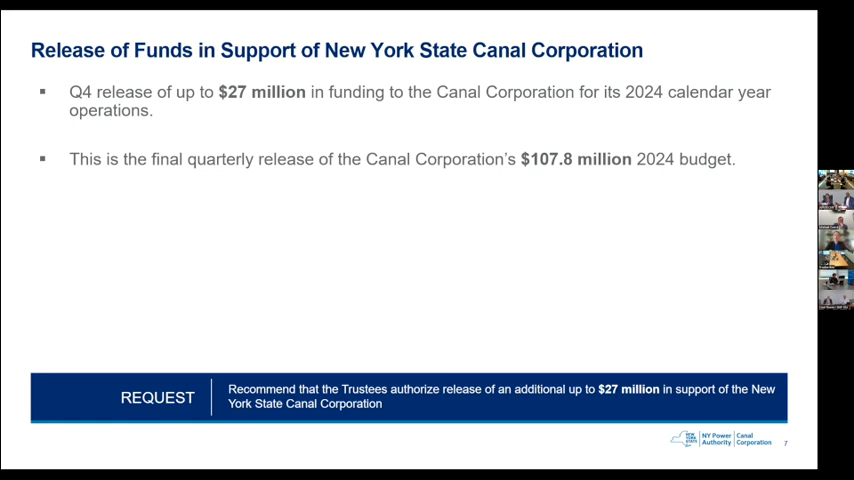 Release of Funds in Support of New York State Canal Corporation
▪ Q4 release of up to $27 million in funding to the Canal Corporation for its 2024 calendar year
operations.
▪ This is the final quarterly release of the Canal Corporation's $107.8 million 2024 budget.
REQUEST
Recommend that the Trustees authorize release of an additional up to $27 million in support of the New
York State Canal Corporation
NEW
YORK
STATE
NY Power
Authority
Canal
Corporation
7